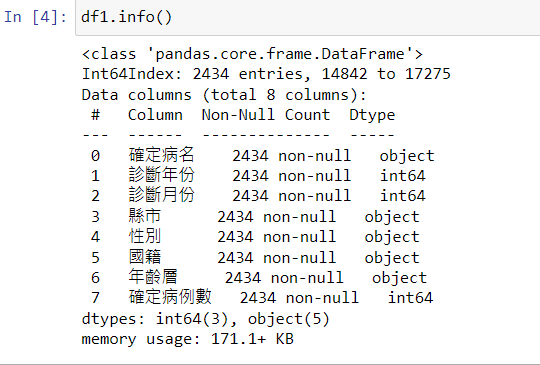 In [4]: df1.info()
<class 'pandas.core.frame.DataFrame'>
Int64Index: 2434 entries, 14842 to 17275
Data columns (total 8 columns):
 #   Column  Non-Null Count  Dtype
---  ------  --------------  -----
 0   確定病名    2434 non-null   object
 1   診斷年份    2434 non-null   int64
 2   診斷月份    2434 non-null   int64
 3   縣市      2434 non-null   object
 4   性別      2434 non-null   object
 5   國籍      2434 non-null   object
 6   年齡層     2434 non-null   object
 7   確定病例數   2434 non-null   int64
dtypes: int64(3), object(5)
memory usage: 171.1+ KB